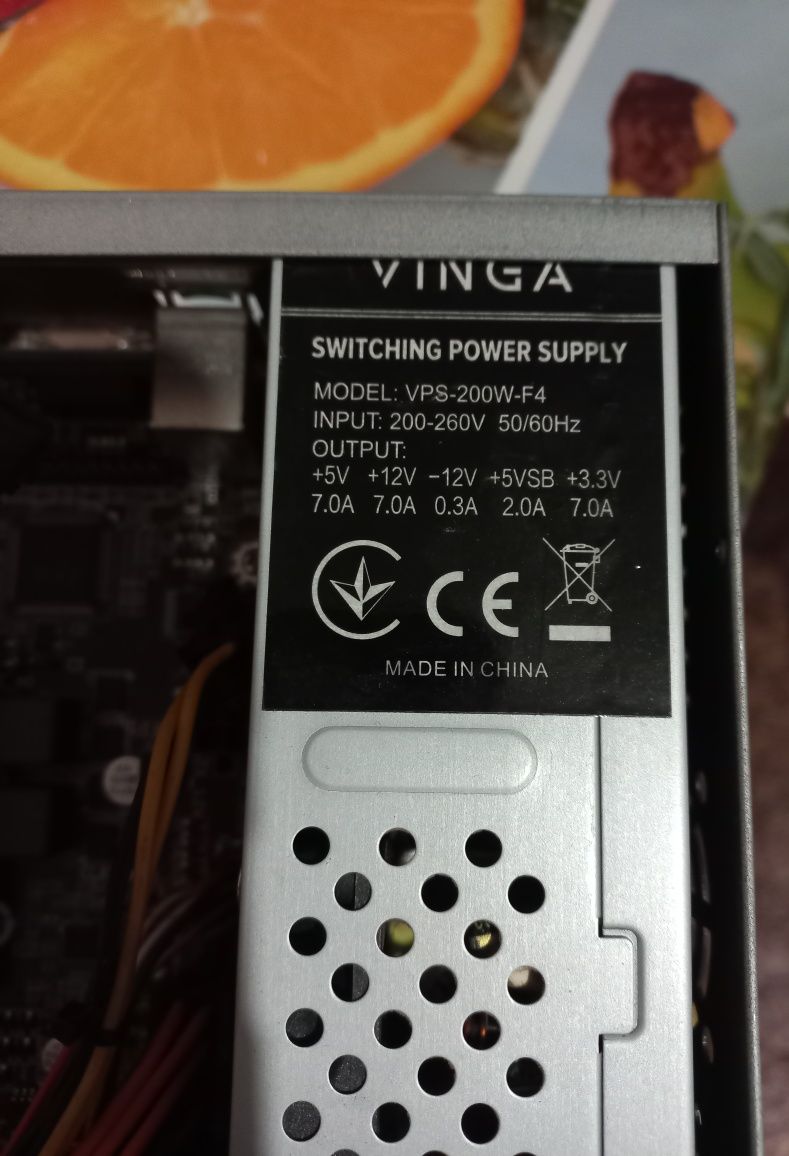 VINGA
SWITCHING POWER SUPPLY
MODEL: VPS-200W-F4
INPUT: 200-260V 50/60Hz
OUTPUT:
+5V +12V −12V +5VSB +3.3V
7.0A 7.0A 0.3A 2.0A 7.0A
CE
MADE IN CHINA